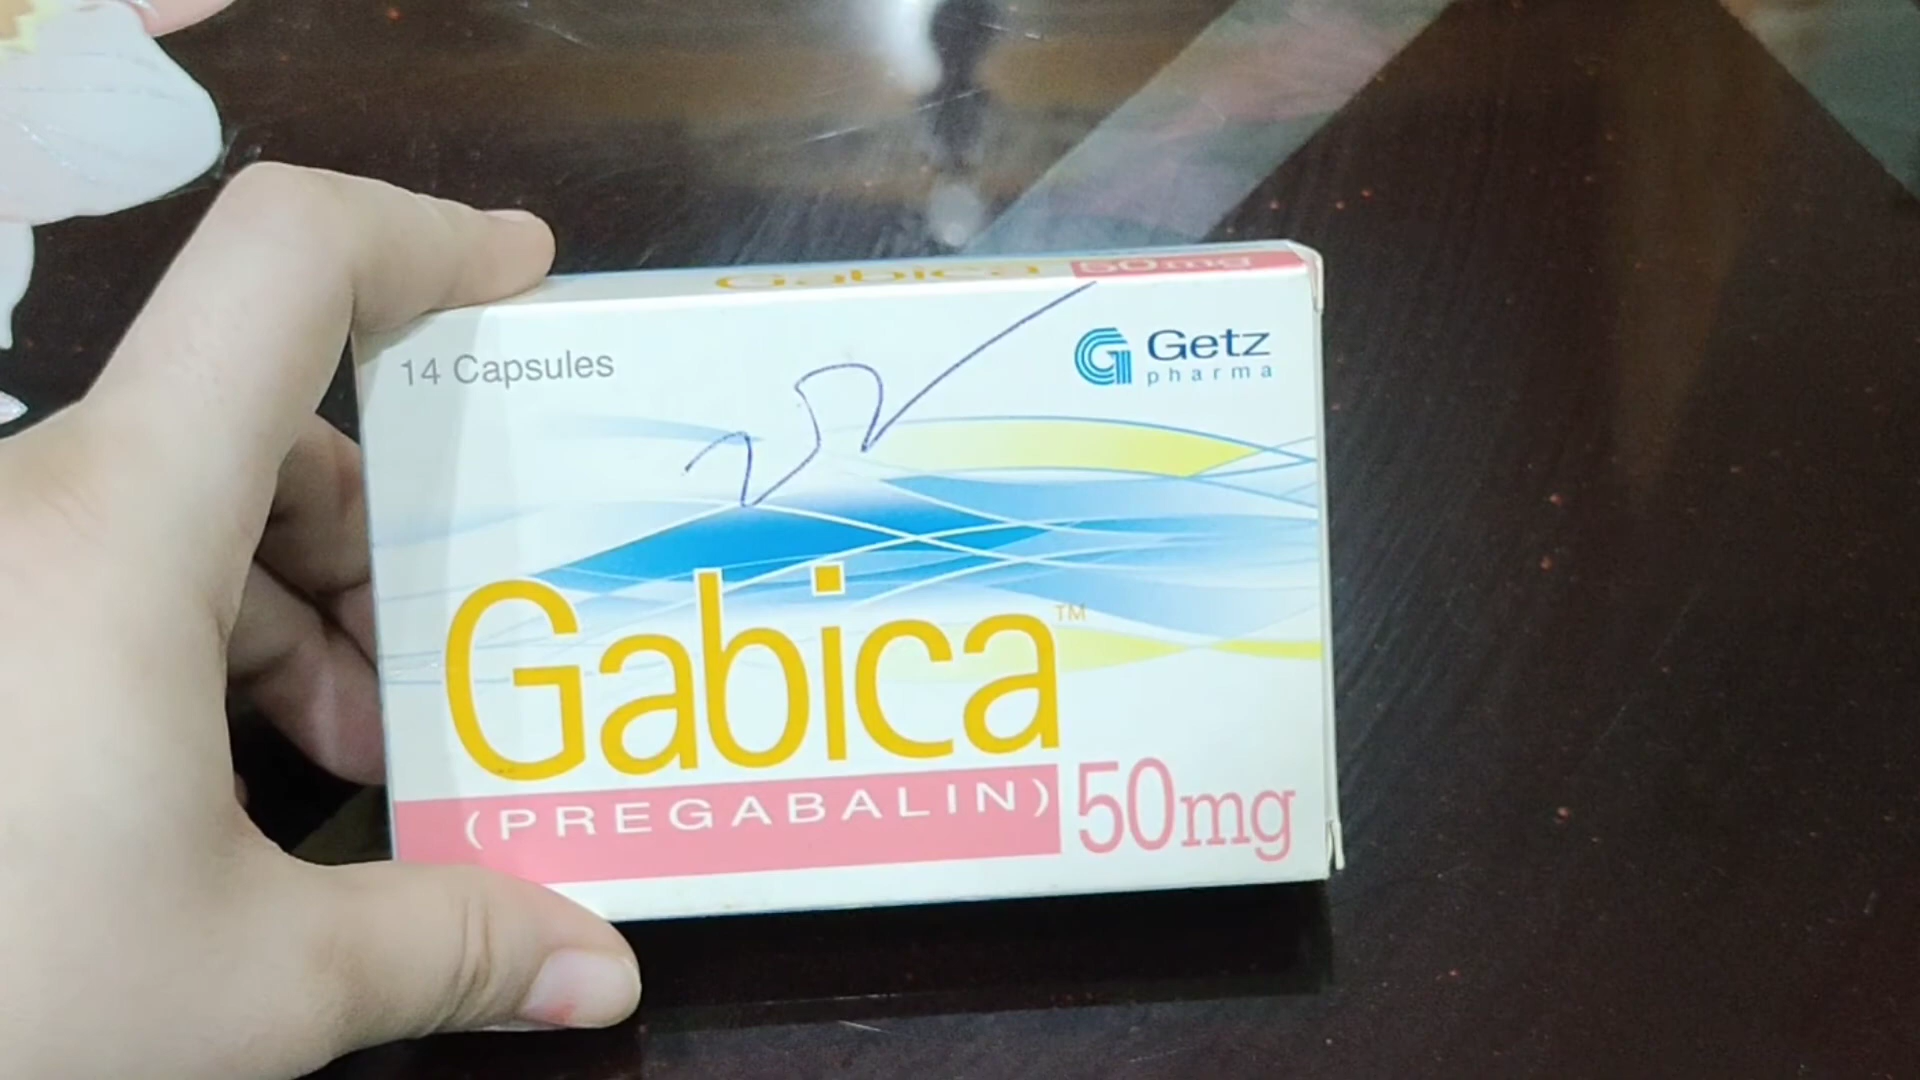 Gabica 50mg
14 Capsules
Getz
pharma
Gabica™
(PREGABALIN) 50mg